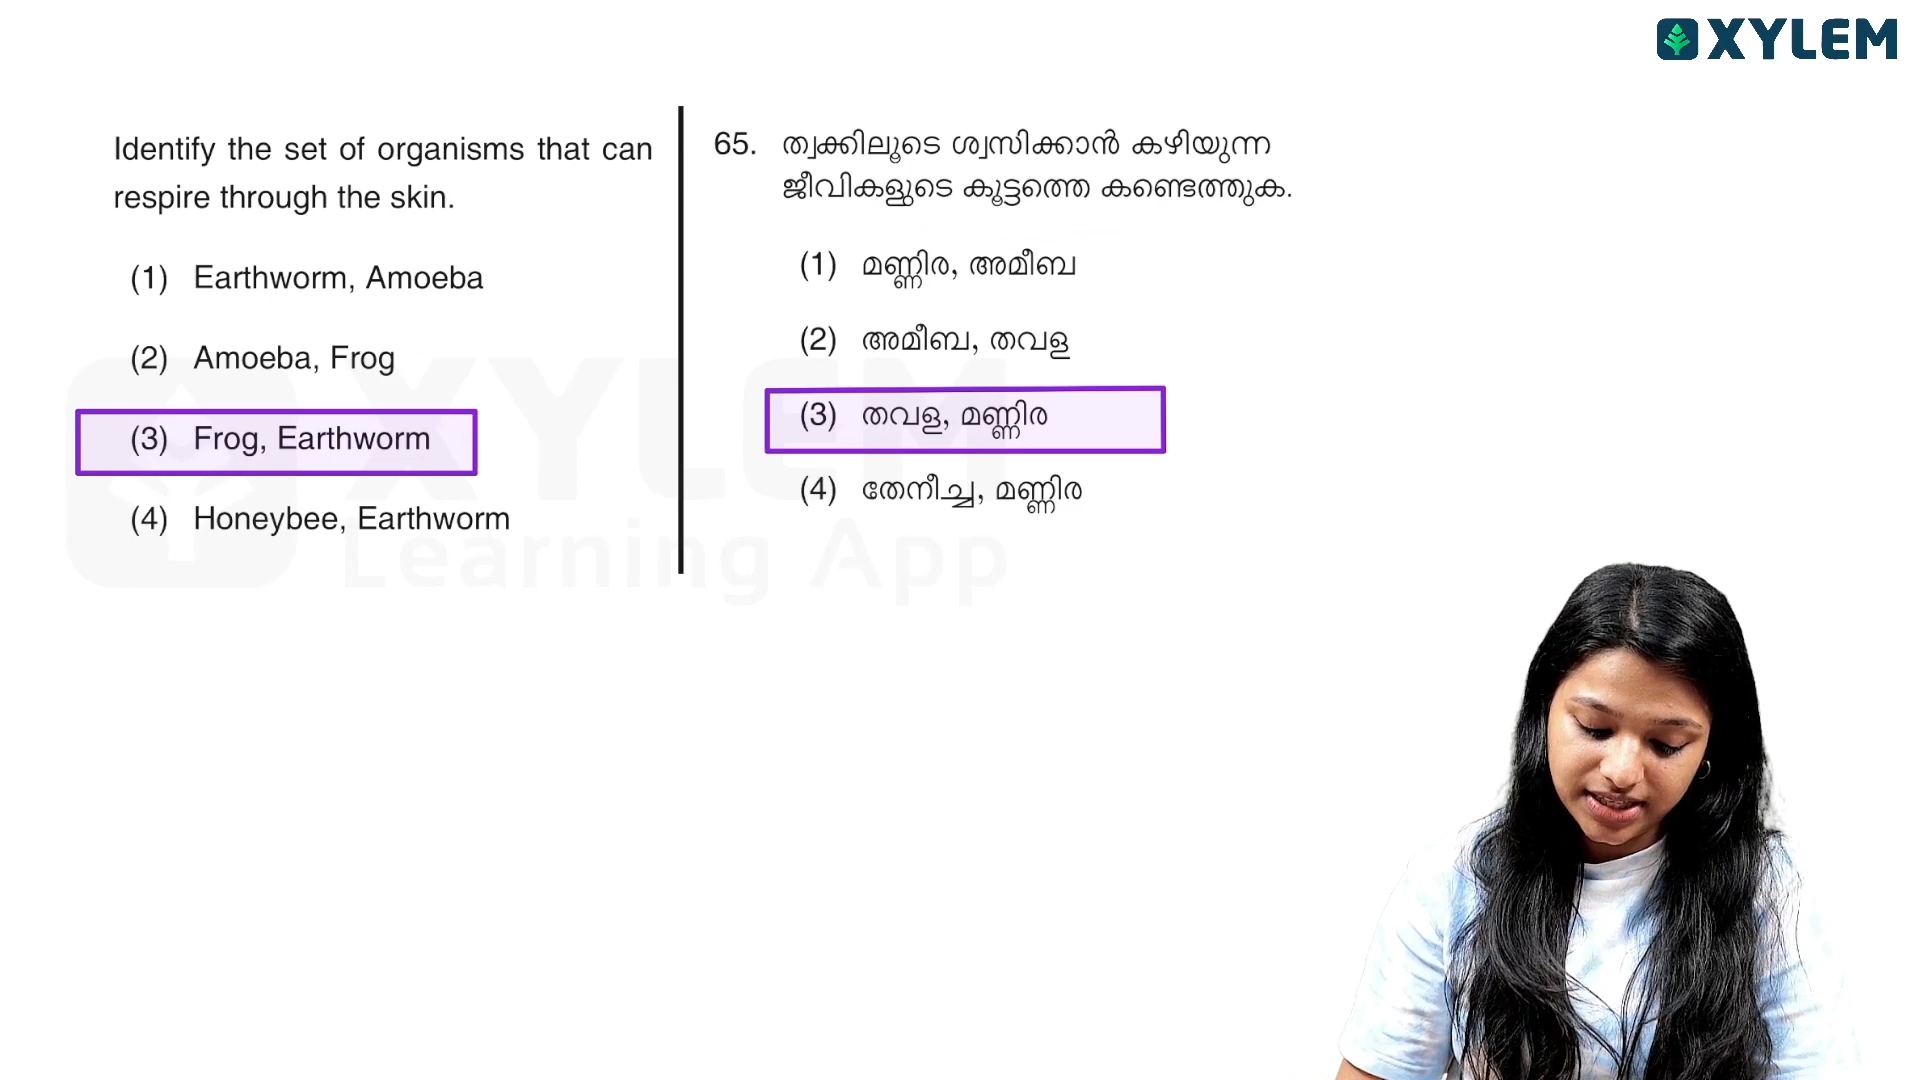 XYLEM
Identify the set of organisms that can
respire through the skin.
(1) Earthworm, Amoeba
(2) Amoeba, Frog
(3) Frog, Earthworm
(4) Honeybee, Earthworm
65. ത്വക്കിലൂടെ ശ്വസിക്കാൻ കഴിയുന്ന
ജീവികളുടെ കൂട്ടത്തെ കണ്ടെത്തുക.
(1) മണ്ണിര, അമീബ
(2) അമീബ, തവള
(3) തവള, മണ്ണിര
(4) തേനീച്ച, മണ്ണിര
XYLEM
Learning App